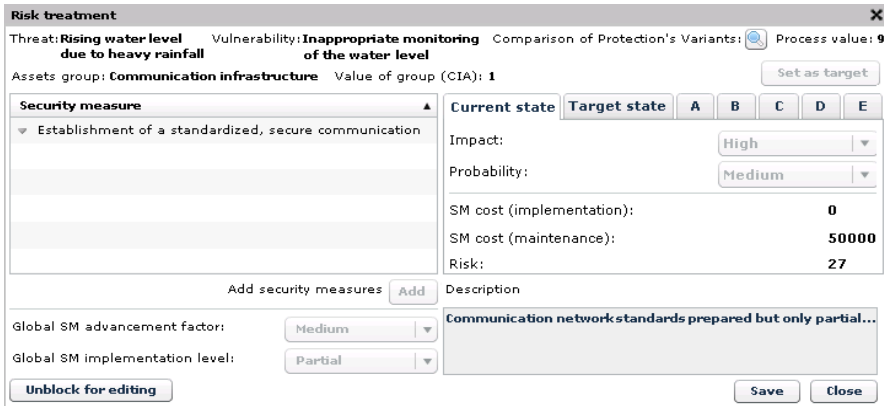 Risk treatment
Threat: Rising water level due to heavy rainfall
Vulnerability: Inappropriate monitoring of the water level
Comparison of Protection's Variants:
Process value: 9
Assets group: Communication infrastructure
Value of group (CIA): 1
Set as target
Security measure
Establishment of a standardized, secure communication
Current state Target state A B C D E
Impact: High
Probability: Medium
SM cost (implementation): 0
SM cost (maintenance): 50000
Risk: 27
Add security measures Add
Description
Communication network standards prepared but only partial...
Global SM advancement factor: Medium
Global SM implementation level: Partial
Unblock for editing
Save Close